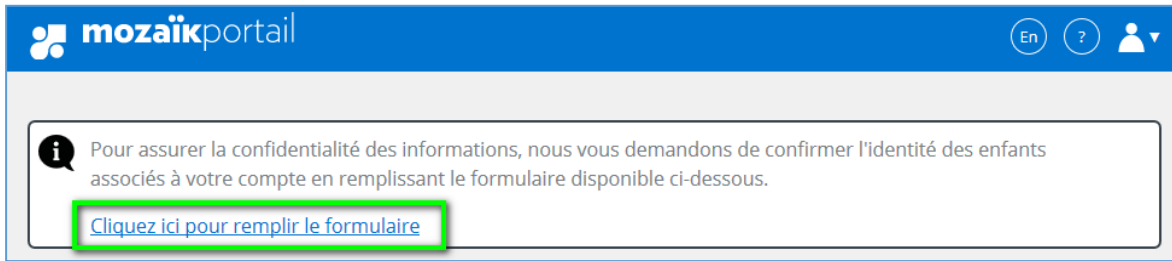 mozaïkportail
En
?
Pour assurer la confidentialité des informations, nous vous demandons de confirmer l'identité des enfants
associés à votre compte en remplissant le formulaire disponible ci-dessous.
Cliquez ici pour remplir le formulaire